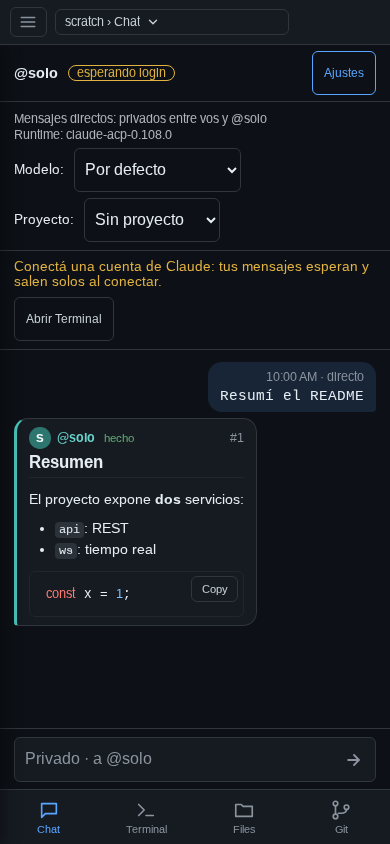 scratch › Chat
@solo esperando login Ajustes
Mensajes directos: privados entre vos y @solo
Runtime: claude-acp-0.108.0
Modelo: Por defecto
Proyecto: Sin proyecto
Conectá una cuenta de Claude: tus mensajes esperan y
salen solos al conectar.
Abrir Terminal
10:00 AM · directo
Resumí el README
S @solo hecho #1
Resumen
El proyecto expone dos servicios:
• api: REST
• ws: tiempo real
Copy
const x = 1;
Privado · a @solo
Chat Terminal Files Git